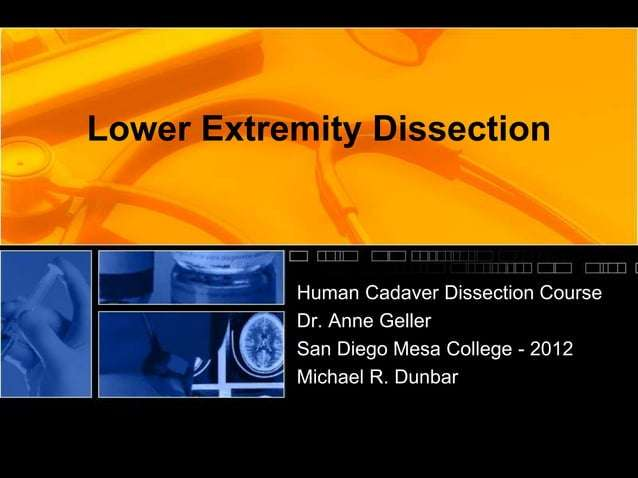 Lower Extremity Dissection
Human Cadaver Dissection Course
Dr. Anne Geller
San Diego Mesa College - 2012
Michael R. Dunbar